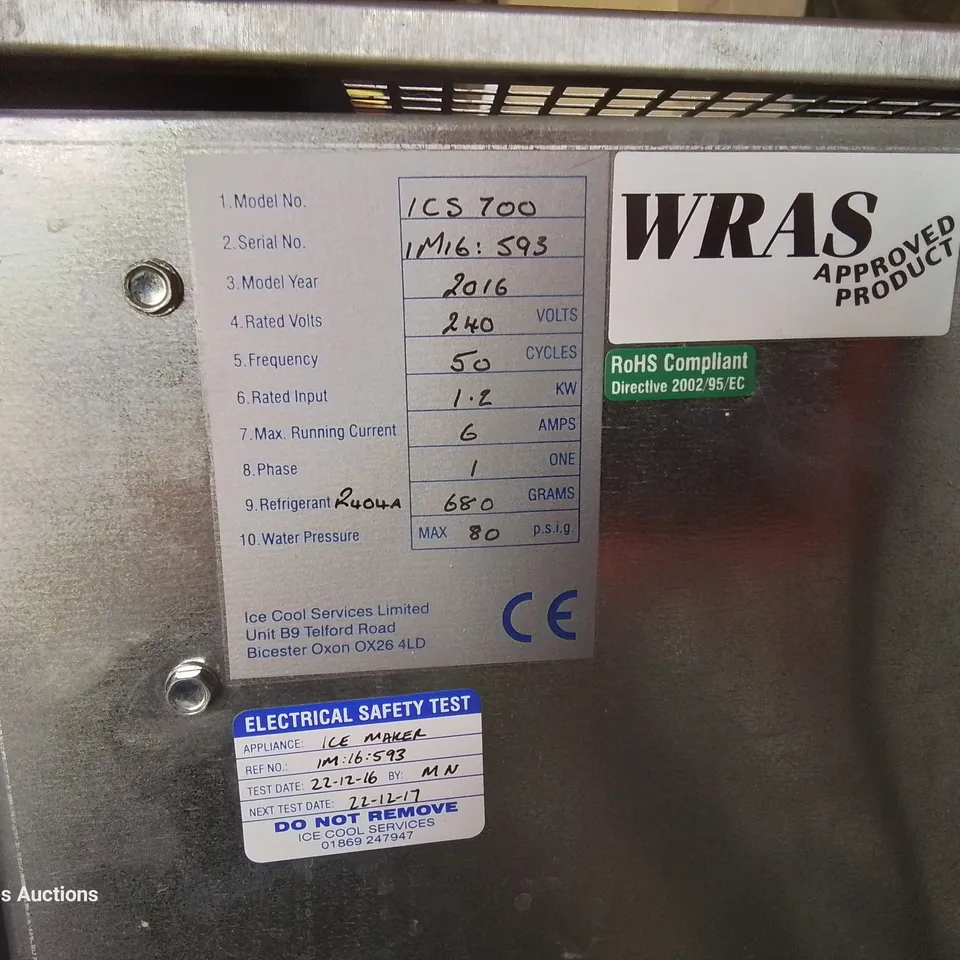 1. Model No. ICS 700
2. Serial No. IM16: 593
3. Model Year 2016
4. Rated Volts 240 VOLTS
5. Frequency 50 CYCLES
6. Rated Input 1.2 KW
7. Max. Running Current 6 AMPS
8. Phase 1 ONE
9. Refrigerant R404A 680 GRAMS
10. Water Pressure MAX 80 p.s.i.g.
Ice Cool Services Limited
Unit B9 Telford Road
Bicester Oxon OX26 4LD
CE
WRAS
APPROVED
PRODUCT
RoHS Compliant
Directive 2002/95/EC
ELECTRICAL SAFETY TEST
APPLIANCE: ICE MAKER
REF NO.: IM:16:593
TEST DATE: 22-12-16 BY: MN
NEXT TEST DATE: 22-12-17
DO NOT REMOVE
ICE COOL SERVICES
01869 247947
s Auctions